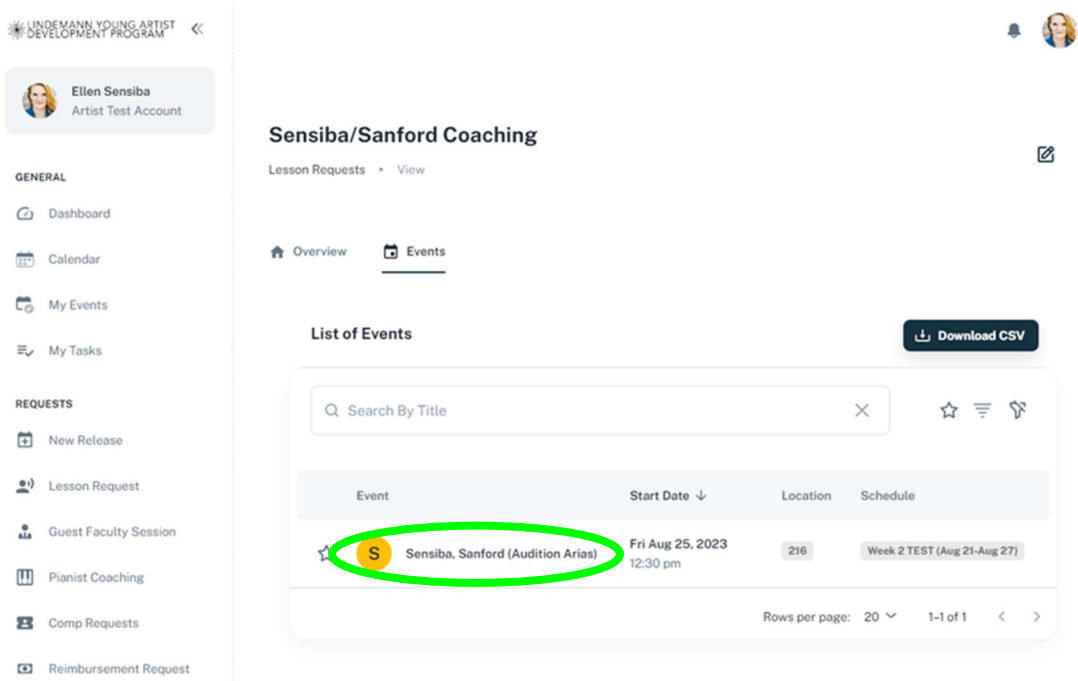 LINDEMANN YOUNG ARTIST
DEVELOPMENT PROGRAM
Ellen Sensiba
Artist Test Account
GENERAL
Dashboard
Calendar
My Events
My Tasks
REQUESTS
New Release
Lesson Request
Guest Faculty Session
Pianist Coaching
Comp Requests
Reimbursement Request
Sensiba/Sanford Coaching
Lesson Requests • View
Overview Events
List of Events
Download CSV
Search By Title
Event Start Date Location Schedule
S Sensiba, Sanford (Audition Arias) Fri Aug 25, 2023 216 Week 2 TEST (Aug 21-Aug 27)
12:30 pm
Rows per page: 20 1-1 of 1